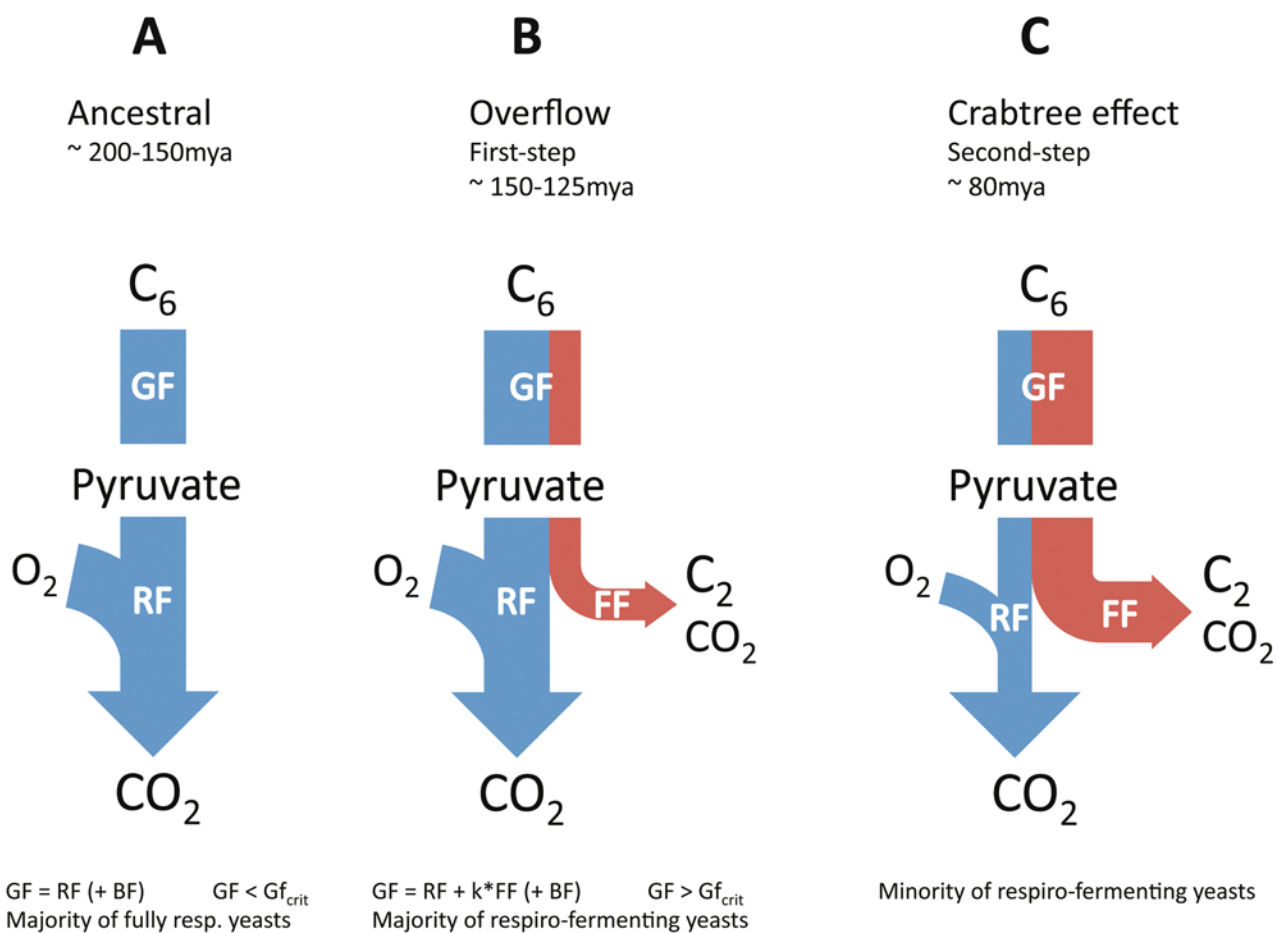 A
Ancestral
~ 200-150mya
C6
GF
Pyruvate
O2
RF
CO2
GF = RF (+ BF) GF < Gfcrit
Majority of fully resp. yeasts
B
Overflow
First-step
~ 150-125mya
C6
GF
Pyruvate
O2
RF
FF
C2
CO2
CO2
GF = RF + k*FF (+ BF) GF > Gfcrit
Majority of respiro-fermenting yeasts
C
Crabtree effect
Second-step
~ 80mya
C6
GF
Pyruvate
O2
RF
FF
C2
CO2
CO2
Minority of respiro-fermenting yeasts